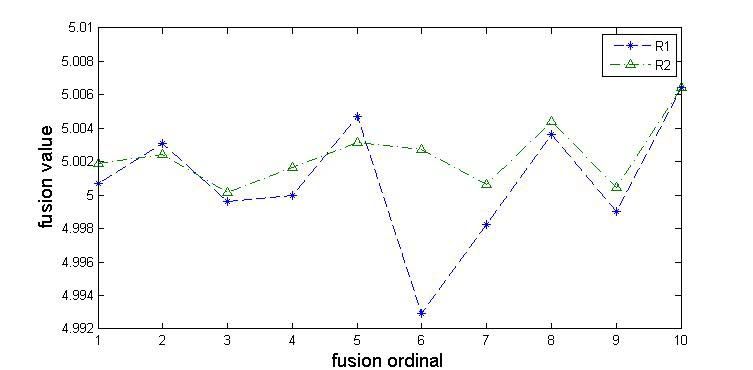 5.01
5.008
5.006
5.004
5.002
5
4.998
4.996
4.994
4.992
fusion value
1 2 3 4 5 6 7 8 9 10
fusion ordinal
R1
R2